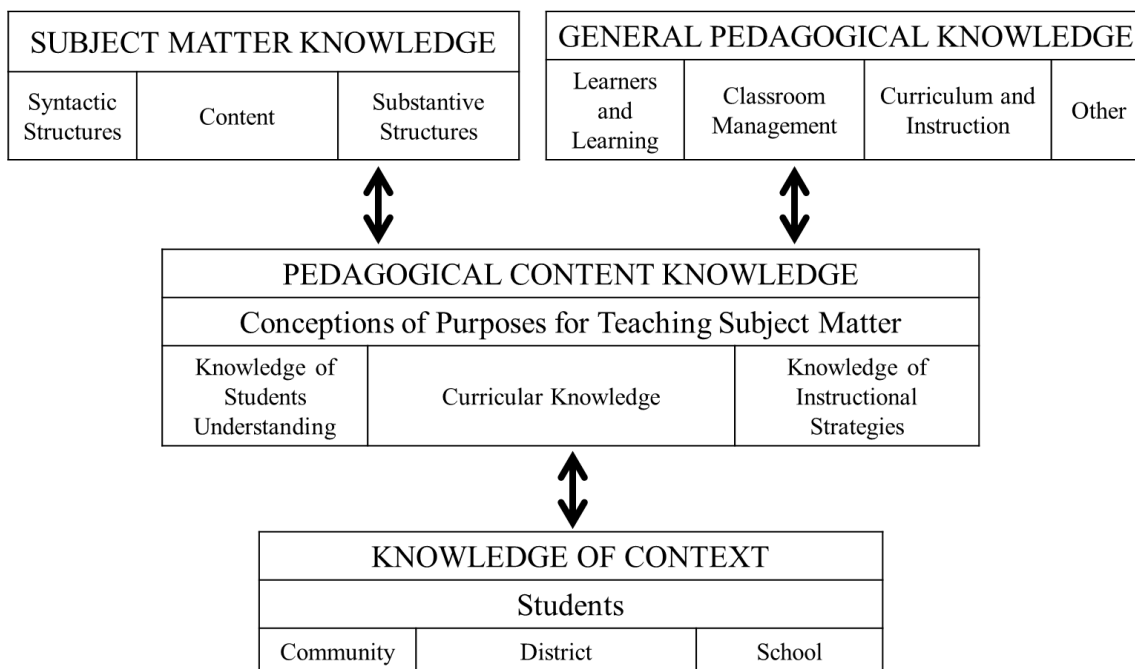 SUBJECT MATTER KNOWLEDGE
Syntactic
Structures
Content
Substantive
Structures
GENERAL PEDAGOGICAL KNOWLEDGE
Learners
and
Learning
Classroom
Management
Curriculum and
Instruction
Other
PEDAGOGICAL CONTENT KNOWLEDGE
Conceptions of Purposes for Teaching Subject Matter
Knowledge of
Students
Understanding
Curricular Knowledge
Knowledge of
Instructional
Strategies
KNOWLEDGE OF CONTEXT
Students
Community
District
School